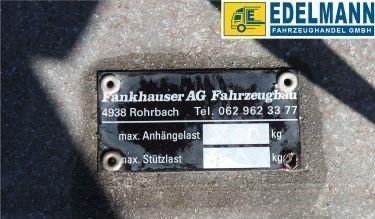 EDELMANN
FAHRZEUGHANDEL GMBH
Fankhauser AG Fahrzeugbau
4938 Rohrbach Tel. 062 962 33 77
max. Anhängelast kg
max. Stützlast kg